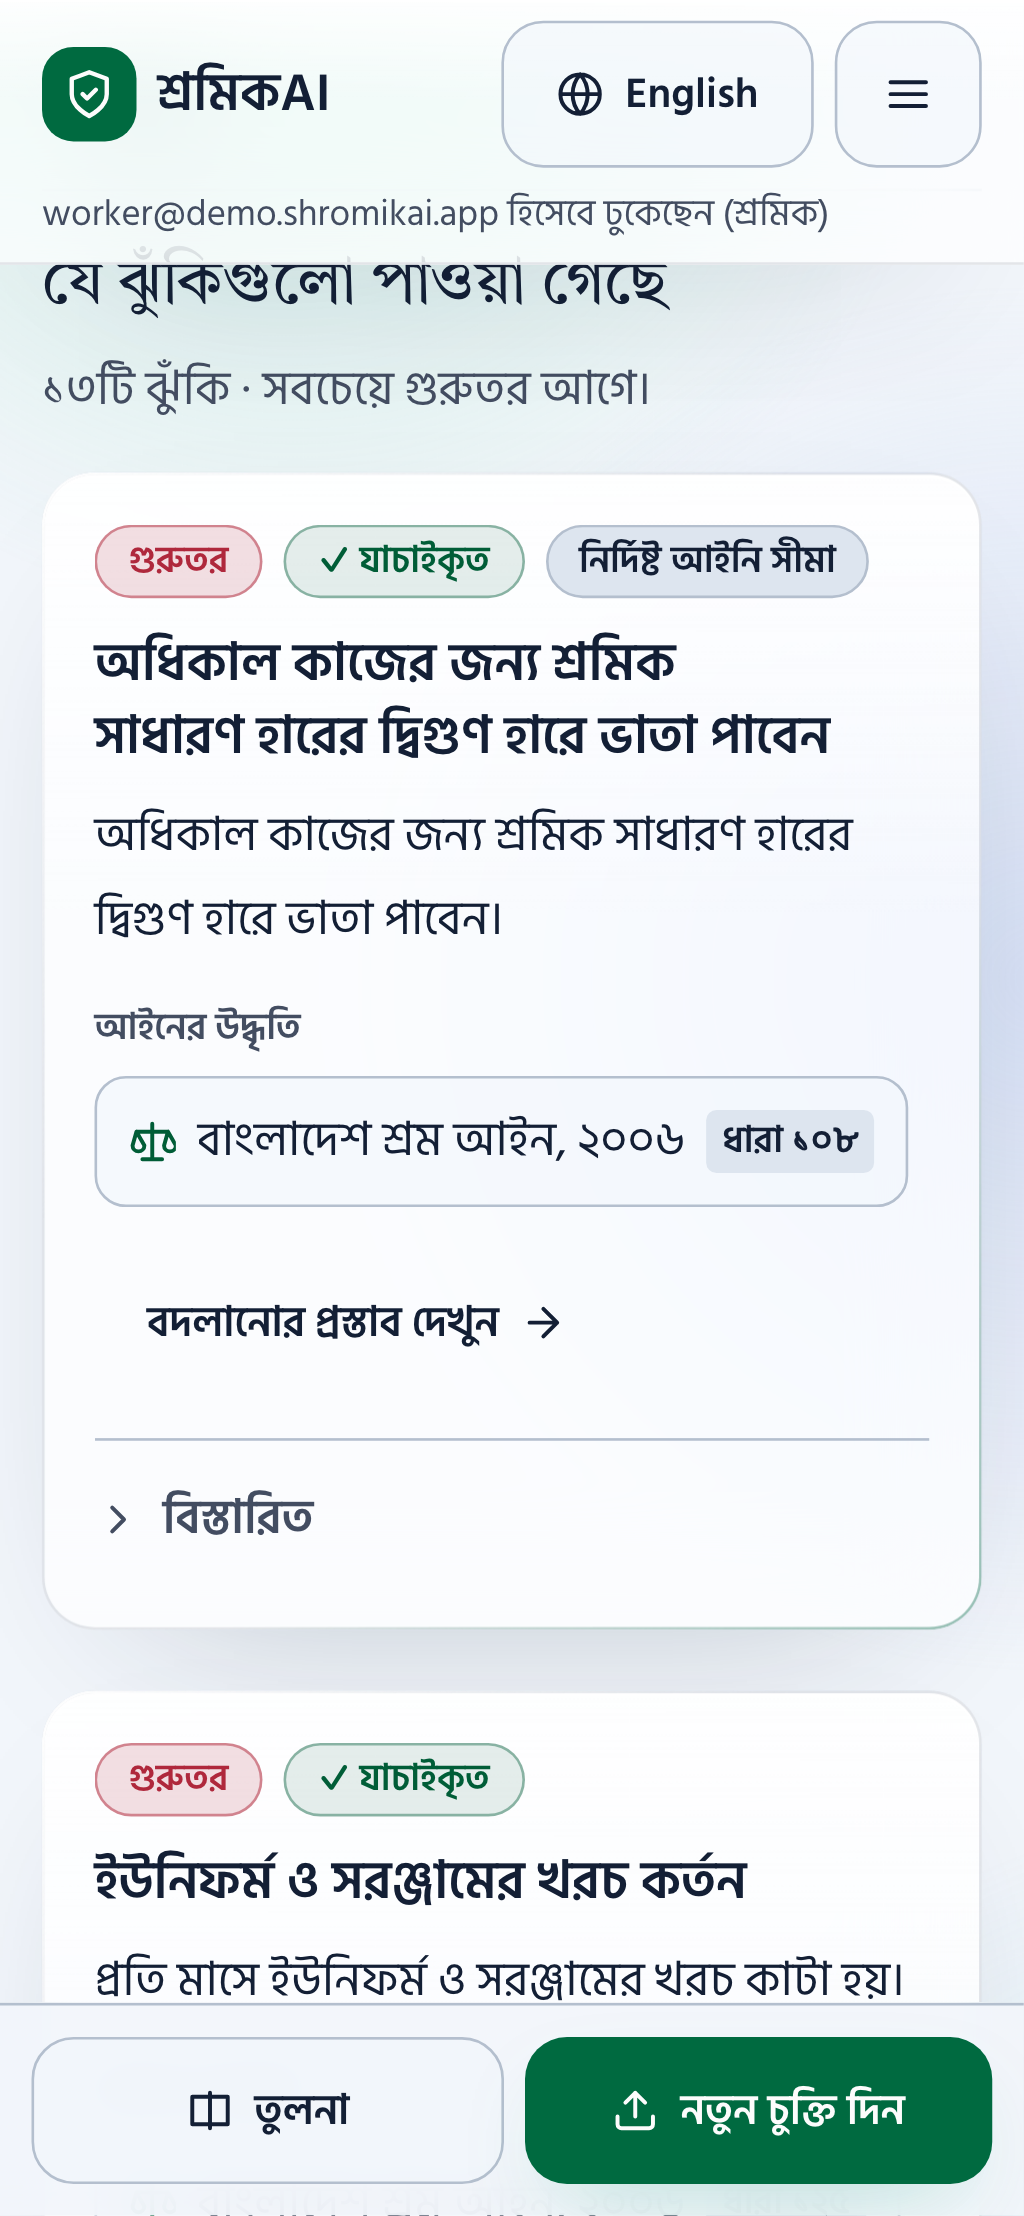 শ্রমিকAI
English
worker@demo.shromikai.app হিসেবে ঢুকেছেন (শ্রমিক)
যে ঝুঁকিগুলো পাওয়া গেছে
১৩টি ঝুঁকি · সবচেয়ে গুরুতর আগে।
গুরুতর
✓ যাচাইকৃত
নির্দিষ্ট আইনি সীমা
অধিকাল কাজের জন্য শ্রমিক
সাধারণ হারের দ্বিগুণ হারে ভাতা পাবেন
অধিকাল কাজের জন্য শ্রমিক সাধারণ হারের
দ্বিগুণ হারে ভাতা পাবেন।
আইনের উদ্ধৃতি
বাংলাদেশ শ্রম আইন, ২০০৬ ধারা ১০৮
বদলানোর প্রস্তাব দেখুন →
বিস্তারিত
গুরুতর
✓ যাচাইকৃত
ইউনিফর্ম ও সরঞ্জামের খরচ কর্তন
প্রতি মাসে ইউনিফর্ম ও সরঞ্জামের খরচ কাটা হয়।
তুলনা
নতুন চুক্তি দিন